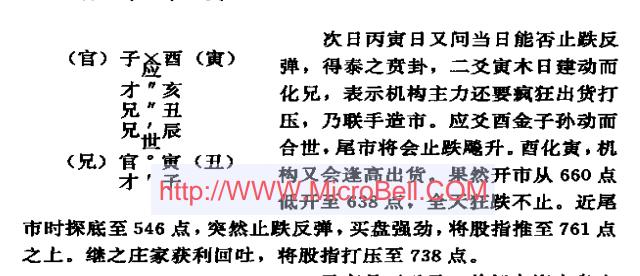 （官）子×酉（寅）
应
才〃亥
兄〃丑
兄′辰
世
（兄）官°寅（丑）
才′子
次日丙寅日又问当日能否止跌反
弹，得泰之贲卦，二爻寅木日建动而
化兄，表示机构主力还要疯狂出货打
压，乃联手造市。应爻酉金子孙动而
合世，尾市将会止跌飚升。酉化寅，机
构又会逢高出货。果然开市从 660 点
低开至 638 点，全天狂跌不止。近尾
市时探底至 546 点，突然止跌反弹，买盘强劲，将股指推至 761 点
之上。继之庄家获利回吐，将股指打压至 738 点。
http://www.MicroBell.COM